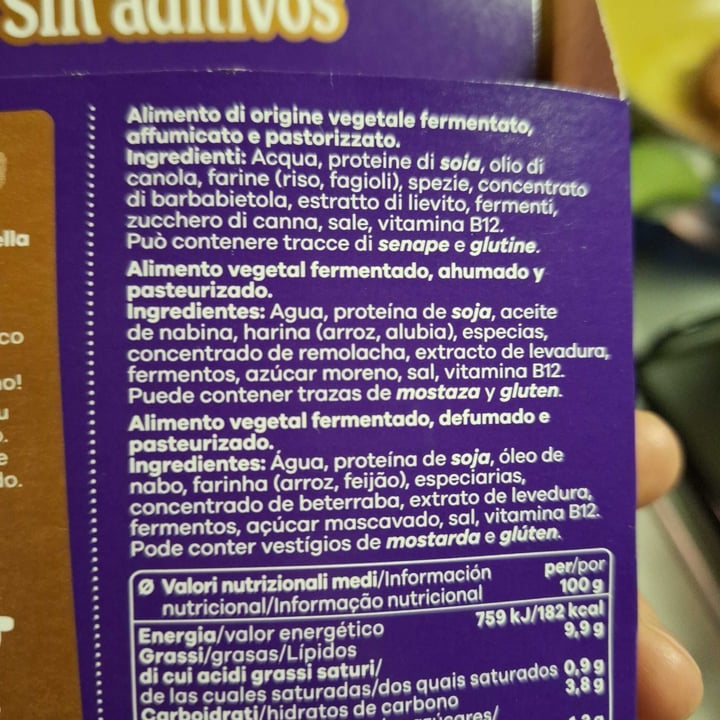 sin aditivos
Alimento di origine vegetale fermentato,
affumicato e pastorizzato.
Ingredienti: Acqua, proteine di soia, olio di
canola, farine (riso, fagioli), spezie, concentrato
di barbabietola, estratto di lievito, fermenti,
zucchero di canna, sale, vitamina B12.
Può contenere tracce di senape e glutine.
Alimento vegetal fermentado, ahumado y
pasteurizado.
Ingredientes: Agua, proteína de soja, aceite
de nabina, harina (arroz, alubia), especias,
concentrado de remolacha, extracto de levadura,
fermentos, azúcar moreno, sal, vitamina B12.
Puede contener trazas de mostaza y gluten.
Alimento vegetal fermentado, defumado e
pasteurizado.
Ingredientes: Água, proteína de soja, óleo de
nabo, farinha (arroz, feijão), especiarias,
concentrado de beterraba, extrato de levedura,
fermentos, açúcar mascavado, sal, vitamina B12.
Pode conter vestígios de mostarda e glúten.
Ø Valori nutrizionali medi/Información per/por
nutricional/Informação nutricional 100 g
Energia/valor energético 759 kJ/182 kcal
Grassi/grasas/Lípidos 9,9 g
di cui acidi grassi saturi/
de las cuales saturadas/dos quais saturados 0,9 g
Carboidrati/hidratos de carbono 3,8 g